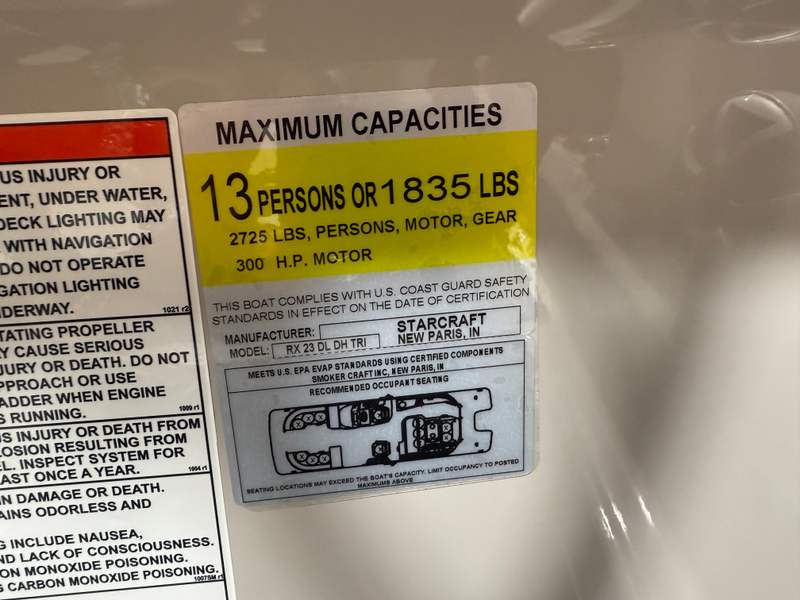 US INJURY OR
ENT, UNDER WATER,
DECK LIGHTING MAY
WITH NAVIGATION
DO NOT OPERATE
GATION LIGHTING
DERWAY.
1021 r2
TATING PROPELLER
Y CAUSE SERIOUS
JURY OR DEATH. DO NOT
PPROACH OR USE
ADDER WHEN ENGINE
S RUNNING.
1009 r1
US INJURY OR DEATH FROM
LOSION RESULTING FROM
EL. INSPECT SYSTEM FOR
AST ONCE A YEAR.
1004 r1
IN DAMAGE OR DEATH.
AINS ODORLESS AND
G INCLUDE NAUSEA,
ND LACK OF CONSCIOUSNESS.
ON MONOXIDE POISONING.
G CARBON MONOXIDE POISONING.
1007SM r1
MAXIMUM CAPACITIES
13 PERSONS OR 1835 LBS
2725 LBS, PERSONS, MOTOR, GEAR
300 H.P. MOTOR
THIS BOAT COMPLIES WITH U.S. COAST GUARD SAFETY
STANDARDS IN EFFECT ON THE DATE OF CERTIFICATION
MANUFACTURER: STARCRAFT
NEW PARIS, IN
MODEL: RX 23 DL DH TRI
MEETS U.S. EPA EVAP STANDARDS USING CERTIFIED COMPONENTS
SMOKER CRAFT INC, NEW PARIS, IN
RECOMMENDED OCCUPANT SEATING
SEATING LOCATIONS MAY EXCEED THE BOAT'S CAPACITY. LIMIT OCCUPANCY TO POSTED
MAXIMUMS ABOVE